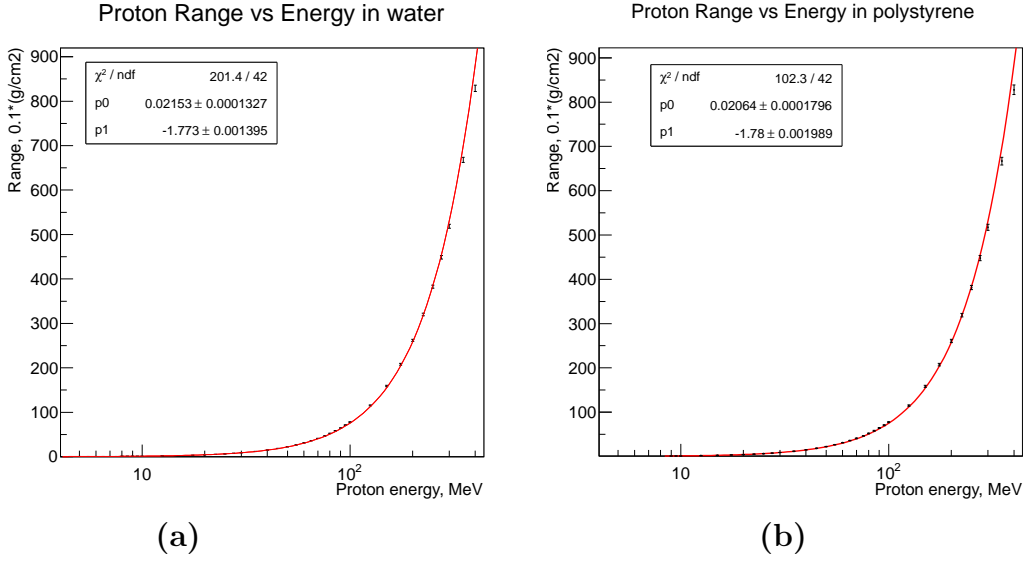 Proton Range vs Energy in water
Range, 0.1*(g/cm2)
900
800
700
600
500
400
300
200
100
0
χ² / ndf 201.4 / 42
p0 0.02153 ± 0.0001327
p1 -1.773 ± 0.001395
10
10²
Proton energy, MeV
(a)
Proton Range vs Energy in polystyrene
Range, 0.1*(g/cm2)
900
800
700
600
500
400
300
200
100
χ² / ndf 102.3 / 42
p0 0.02064 ± 0.0001796
p1 -1.78 ± 0.001989
10
10²
Proton energy, MeV
(b)